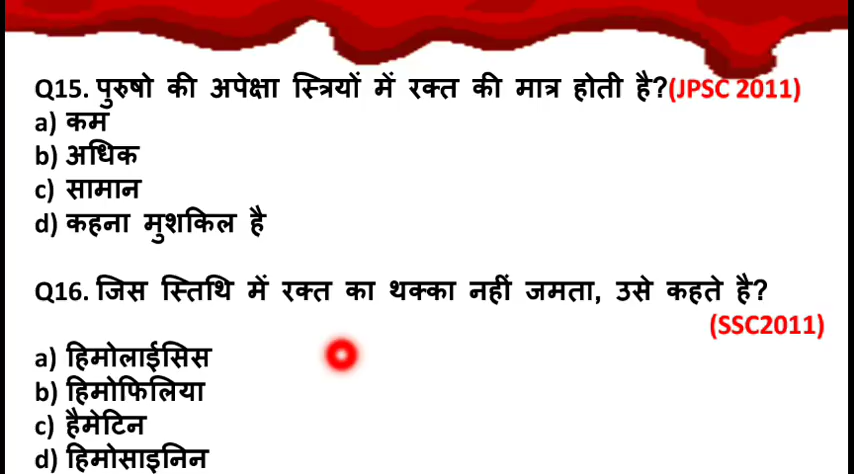 Q15. पुरुषो की अपेक्षा स्त्रियों में रक्त की मात्र होती है?(JPSC 2011)
a) कम
b) अधिक
c) सामान
d) कहना मुशकिल है
Q16. जिस स्तिथि में रक्त का थक्का नहीं जमता, उसे कहते है?
(SSC2011)
a) हिमोलाईसिस
b) हिमोफिलिया
c) हैमेटिन
d) हिमोसाइनिन